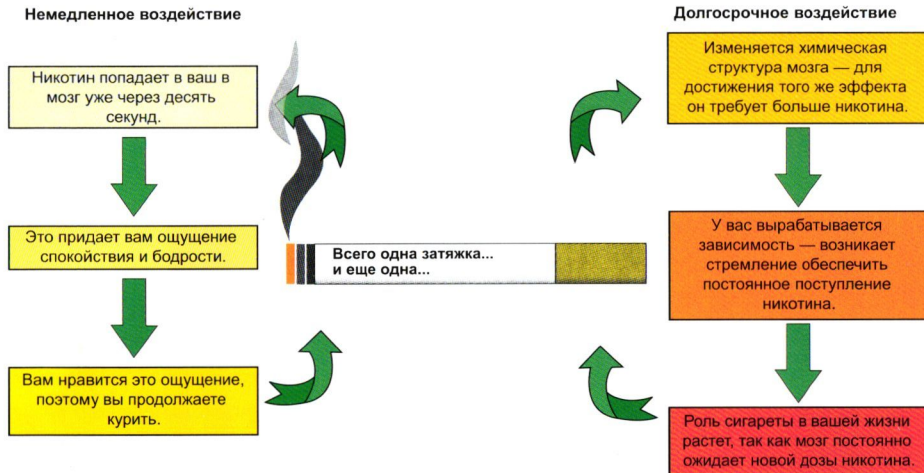 Немедленное воздействие
Никотин попадает в ваш в
мозг уже через десять
секунд.
Это придает вам ощущение
спокойствия и бодрости.
Вам нравится это ощущение,
поэтому вы продолжаете
курить.
Всего одна затяжка...
и еще одна...
Долгосрочное воздействие
Изменяется химическая
структура мозга — для
достижения того же эффекта
он требует больше никотина.
У вас вырабатывается
зависимость — возникает
стремление обеспечить
постоянное поступление
никотина.
Роль сигареты в вашей жизни
растет, так как мозг постоянно
ожидает новой дозы никотина.